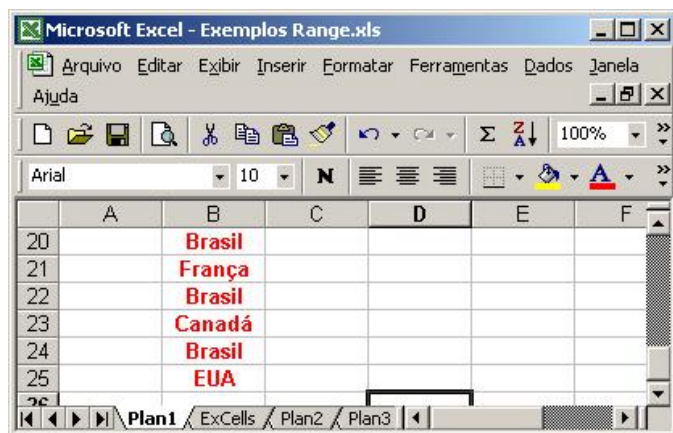 Microsoft Excel - Exemplos Range.xls
Arquivo Editar Exibir Inserir Formatar Ferramentas Dados Janela
Ajuda
100%
Arial 10 N A
A B C D E F
20 Brasil
21 França
22 Brasil
23 Canadá
24 Brasil
25 EUA
26
Plan1 ExCells Plan2 Plan3